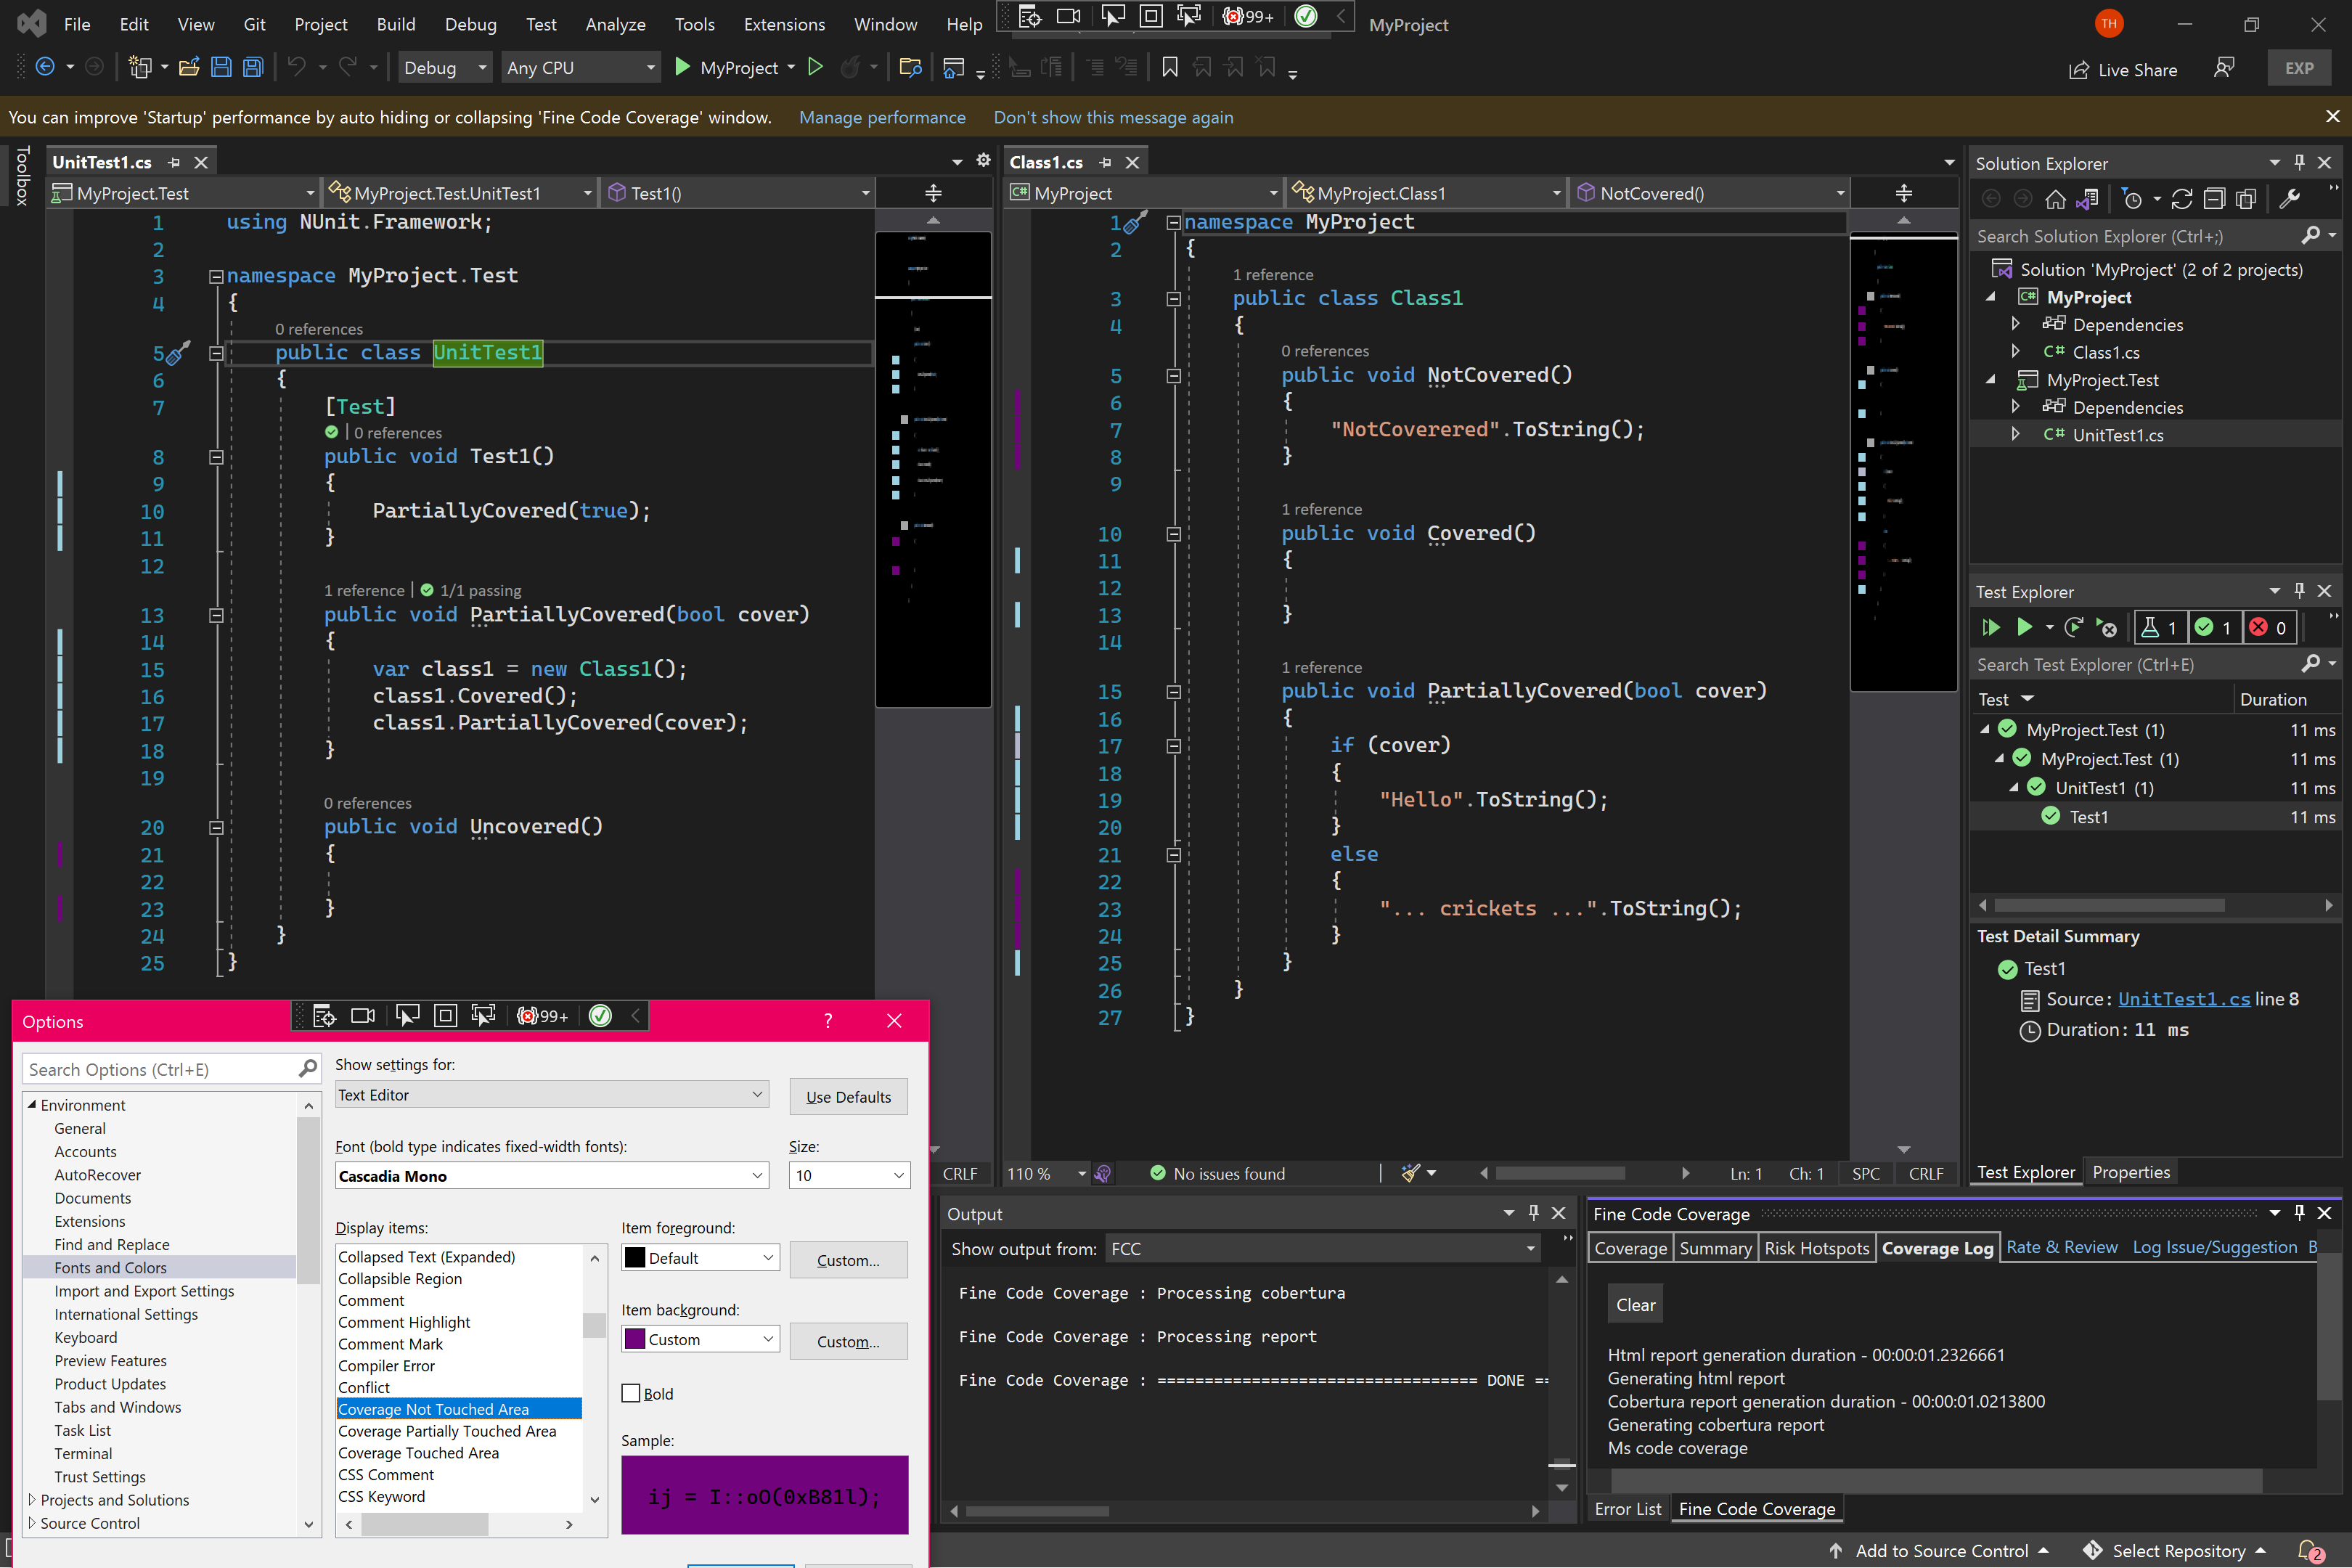 File Edit View Git Project Build Debug Test Analyze Tools Extensions Window Help 99+ MyProject TH
Debug Any CPU MyProject Live Share EXP
You can improve 'Startup' performance by auto hiding or collapsing 'Fine Code Coverage' window. Manage performance Don't show this message again
Toolbox
UnitTest1.cs
MyProject.Test MyProject.Test.UnitTest1 Test1()
1 using NUnit.Framework;
2
3 namespace MyProject.Test
4 {
0 references
5 public class UnitTest1
6 {
7 [Test]
0 references
8 public void Test1()
9 {
10 PartiallyCovered(true);
11 }
12
1 reference | 1/1 passing
13 public void PartiallyCovered(bool cover)
14 {
15 var class1 = new Class1();
16 class1.Covered();
17 class1.PartiallyCovered(cover);
18 }
19
0 references
20 public void Uncovered()
21 {
22
23 }
24 }
25 }
CRLF
Class1.cs
MyProject MyProject.Class1 NotCovered()
1 namespace MyProject
2 {
1 reference
3 public class Class1
4 {
0 references
5 public void NotCovered()
6 {
7 "NotCoverered".ToString();
8 }
9
1 reference
10 public void Covered()
11 {
12
13 }
14
1 reference
15 public void PartiallyCovered(bool cover)
16 {
17 if (cover)
18 {
19 "Hello".ToString();
20 }
21 else
22 {
23 "... crickets ...".ToString();
24 }
25 }
26 }
27 }
110 % No issues found Ln: 1 Ch: 1 SPC CRLF
Solution Explorer
Search Solution Explorer (Ctrl+;)
Solution 'MyProject' (2 of 2 projects)
C# MyProject
Dependencies
C# Class1.cs
MyProject.Test
Dependencies
C# UnitTest1.cs
Test Explorer
1 1 0
Search Test Explorer (Ctrl+E)
Test Duration
MyProject.Test (1) 11 ms
MyProject.Test (1) 11 ms
UnitTest1 (1) 11 ms
Test1 11 ms
Test Detail Summary
Test1
Source: UnitTest1.cs line 8
Duration: 11 ms
Test Explorer Properties
Options 99+ ?
Search Options (Ctrl+E)
Environment
General
Accounts
AutoRecover
Documents
Extensions
Find and Replace
Fonts and Colors
Import and Export Settings
International Settings
Keyboard
Preview Features
Product Updates
Tabs and Windows
Task List
Terminal
Trust Settings
Projects and Solutions
Source Control
Show settings for:
Text Editor
Use Defaults
Font (bold type indicates fixed-width fonts): Size:
Cascadia Mono 10
Display items:
Collapsed Text (Expanded)
Collapsible Region
Comment
Comment Highlight
Comment Mark
Compiler Error
Conflict
Coverage Not Touched Area
Coverage Partially Touched Area
Coverage Touched Area
CSS Comment
CSS Keyword
Item foreground:
Default Custom...
Item background:
Custom Custom...
Bold
Sample:
ij = I::oO(0xB81l);
Output
Show output from: FCC
Fine Code Coverage : Processing cobertura
Fine Code Coverage : Processing report
Fine Code Coverage : ================================== DONE ==
Fine Code Coverage
Coverage Summary Risk Hotspots Coverage Log Rate & Review Log Issue/Suggestion B
Clear
Html report generation duration - 00:00:01.2326661
Generating html report
Cobertura report generation duration - 00:00:01.0213800
Generating cobertura report
Ms code coverage
Error List Fine Code Coverage
Add to Source Control Select Repository 2